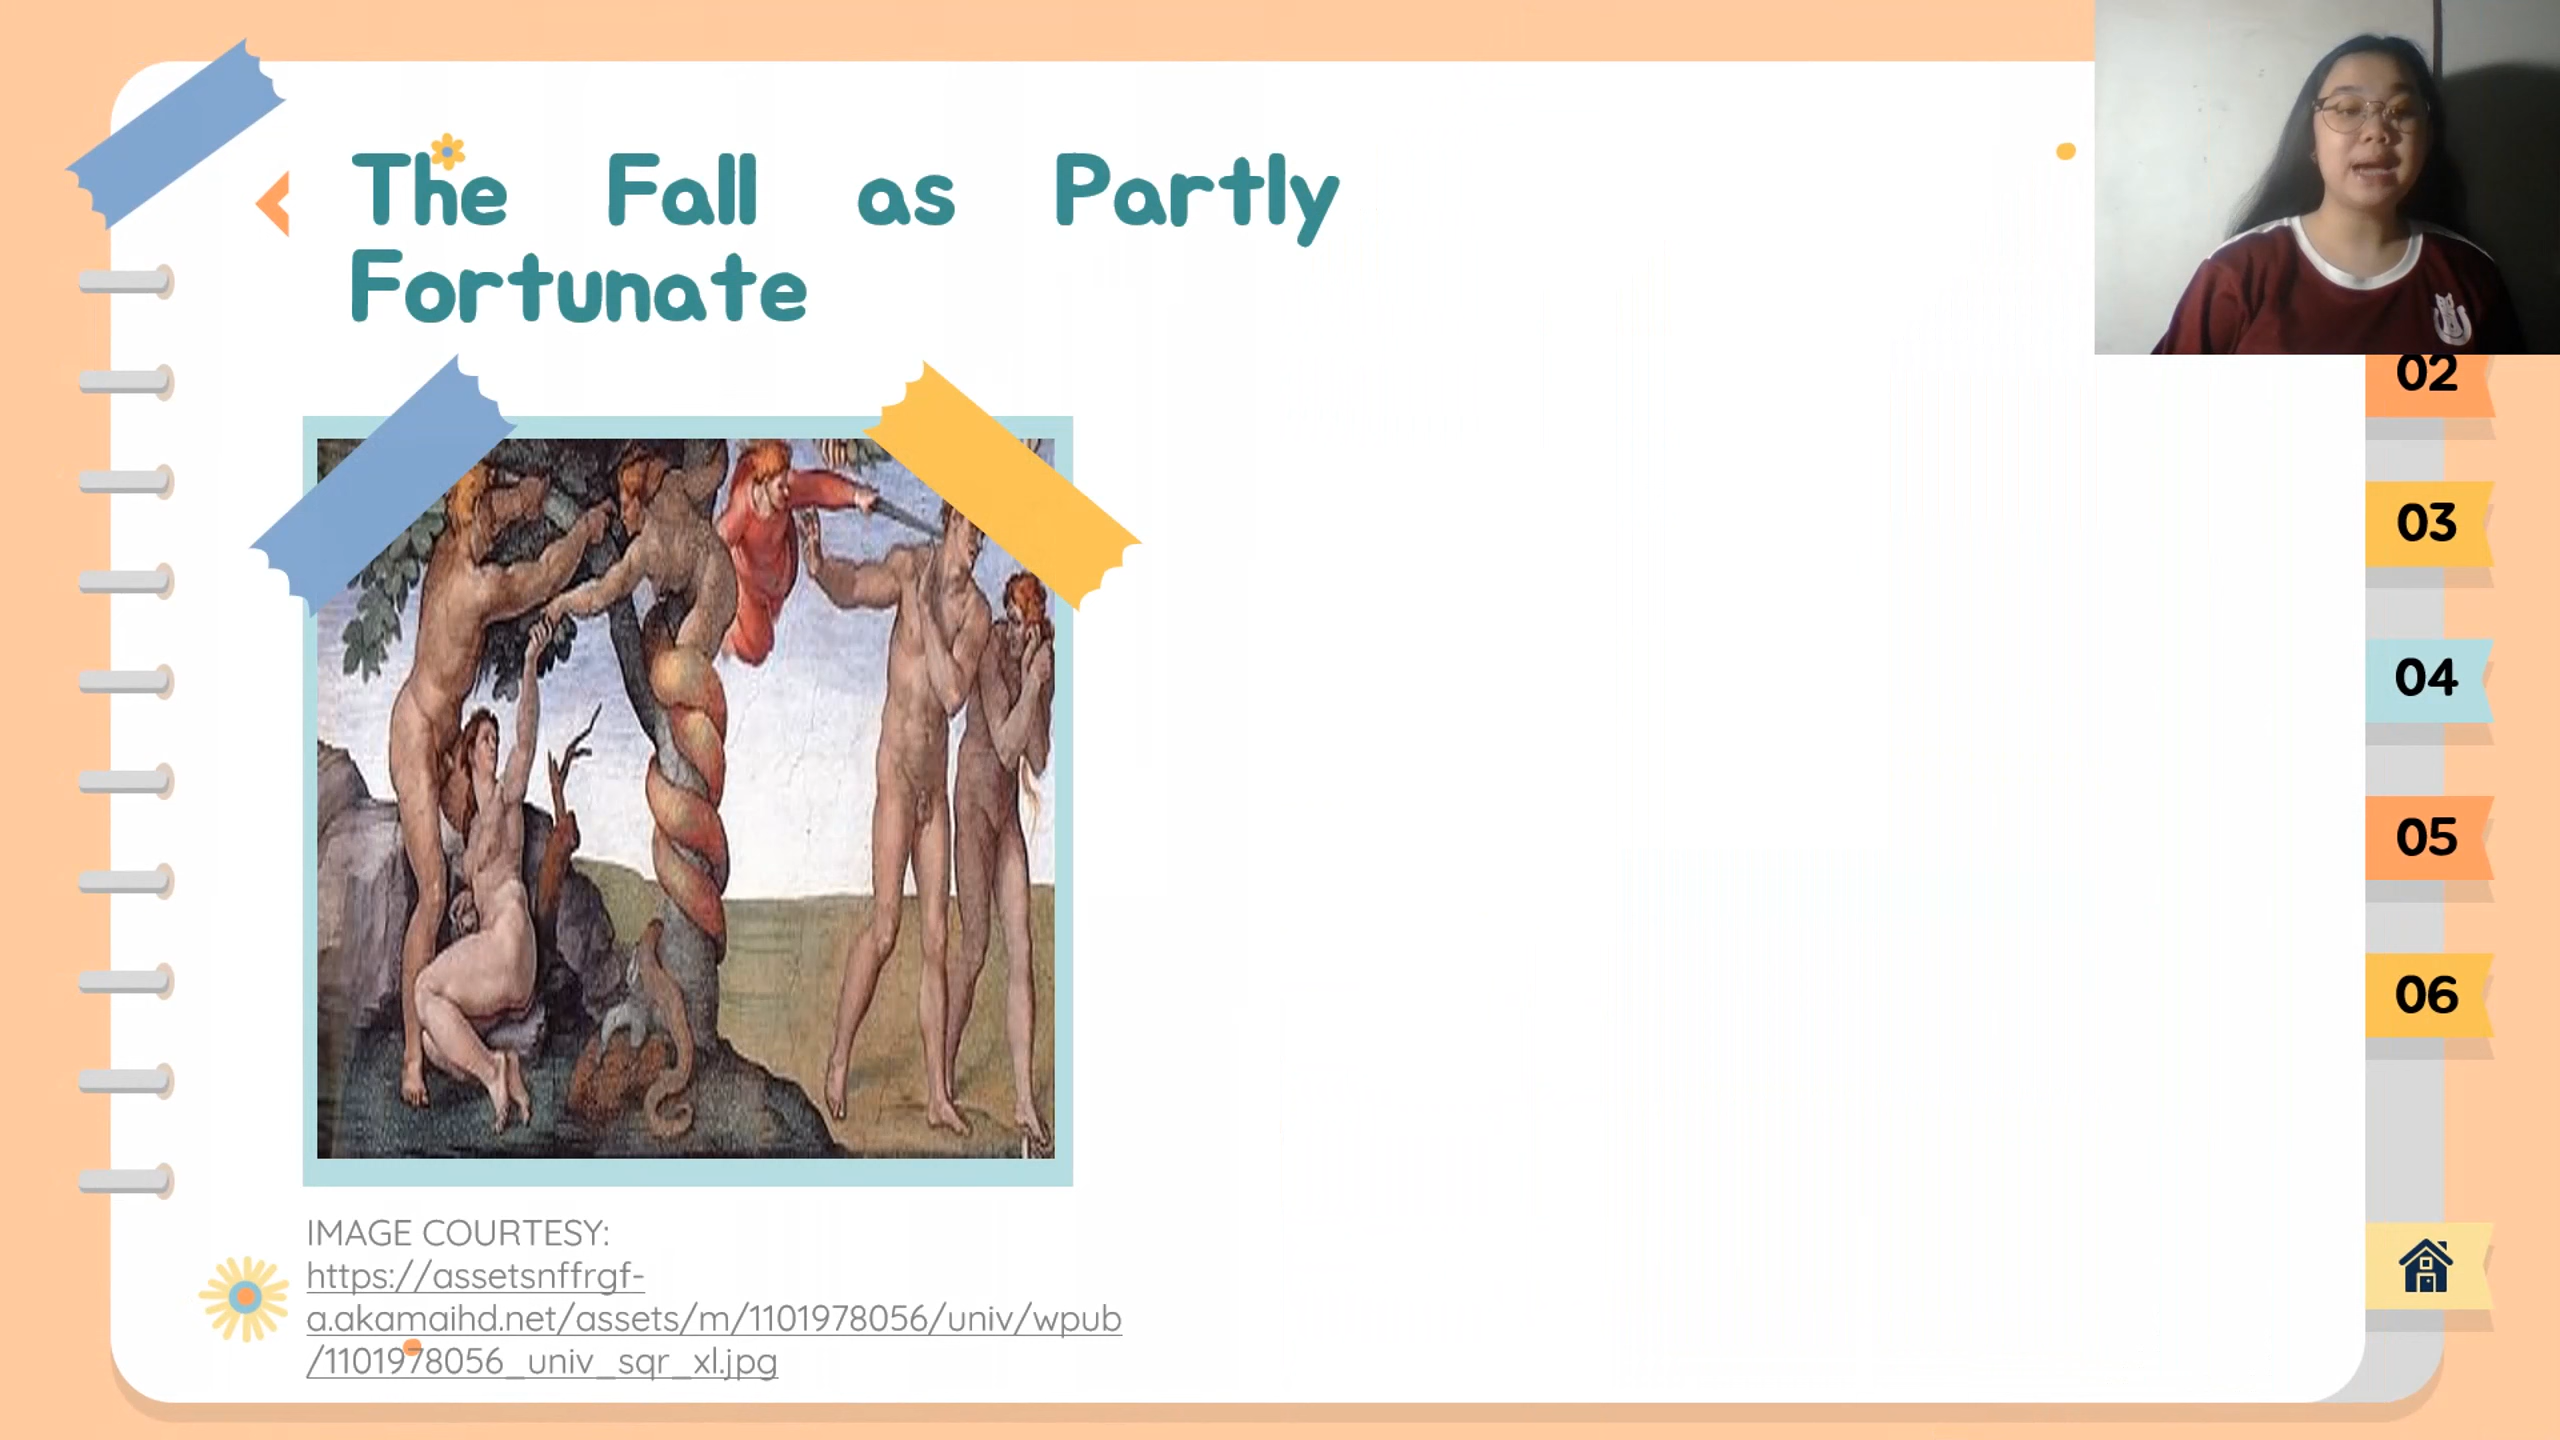 The Fall as Partly
Fortunate
02
03
04
05
06
IMAGE COURTESY:
https://assetsnffrgf-
a.akamaihd.net/assets/m/1101978056/univ/wpub
/1101978056_univ_sqr_xl.jpg